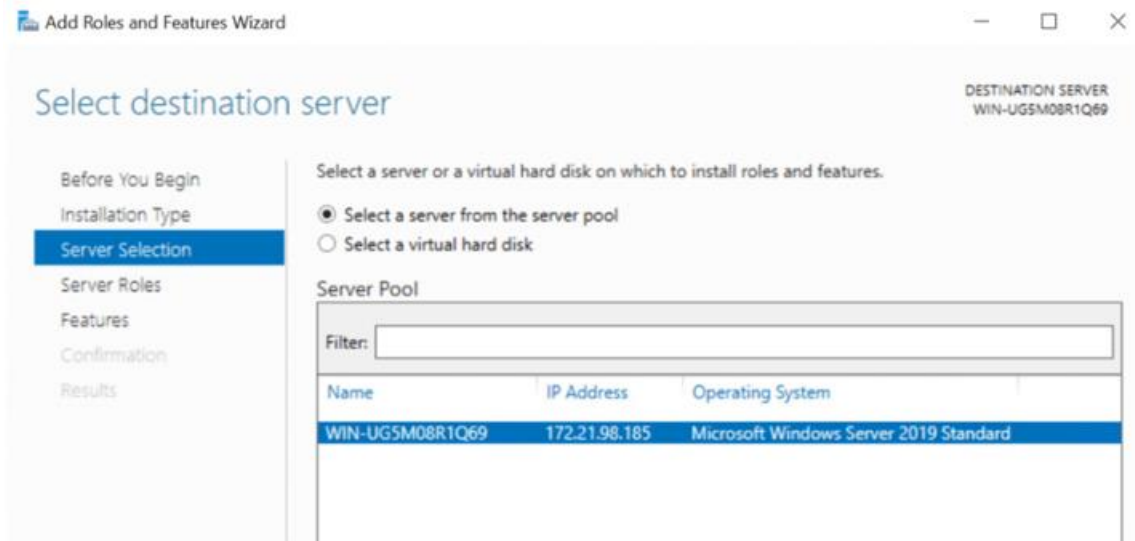 Add Roles and Features Wizard
Select destination server
DESTINATION SERVER
WIN-UG5M08R1Q69
Before You Begin
Installation Type
Server Selection
Server Roles
Features
Confirmation
Results
Select a server or a virtual hard disk on which to install roles and features.
Select a server from the server pool
Select a virtual hard disk
Server Pool
Filter:
Name IP Address Operating System
WIN-UG5M08R1Q69 172.21.98.185 Microsoft Windows Server 2019 Standard